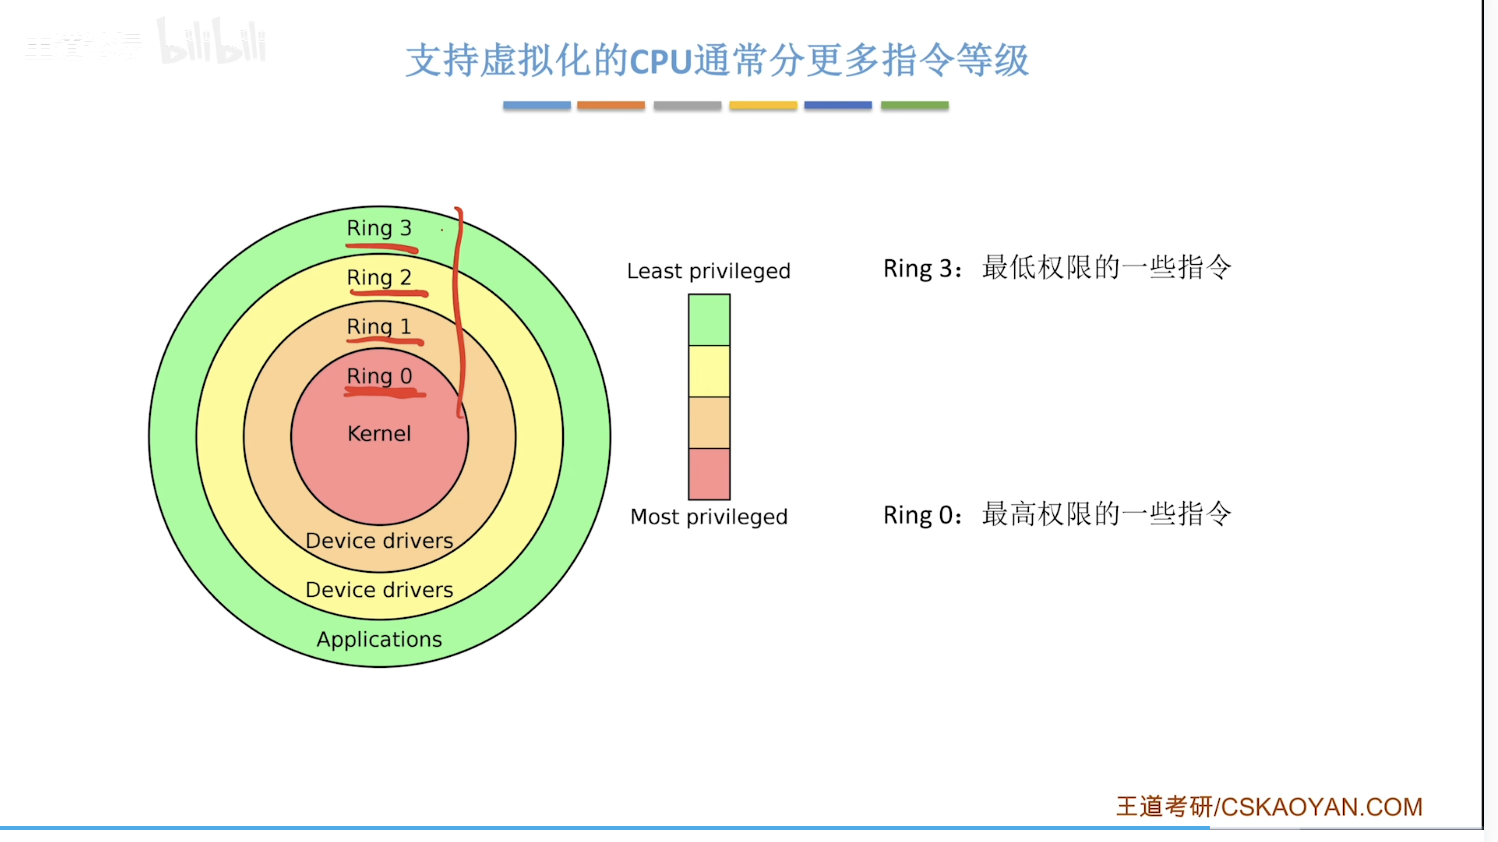 bilibili
支持虚拟化的CPU通常分更多指令等级
Ring 3
Ring 2
Ring 1
Ring 0
Kernel
Device drivers
Device drivers
Applications
Least privileged
Most privileged
Ring 3：最低权限的一些指令
Ring 0：最高权限的一些指令
王道考研/CSKAOYAN.COM